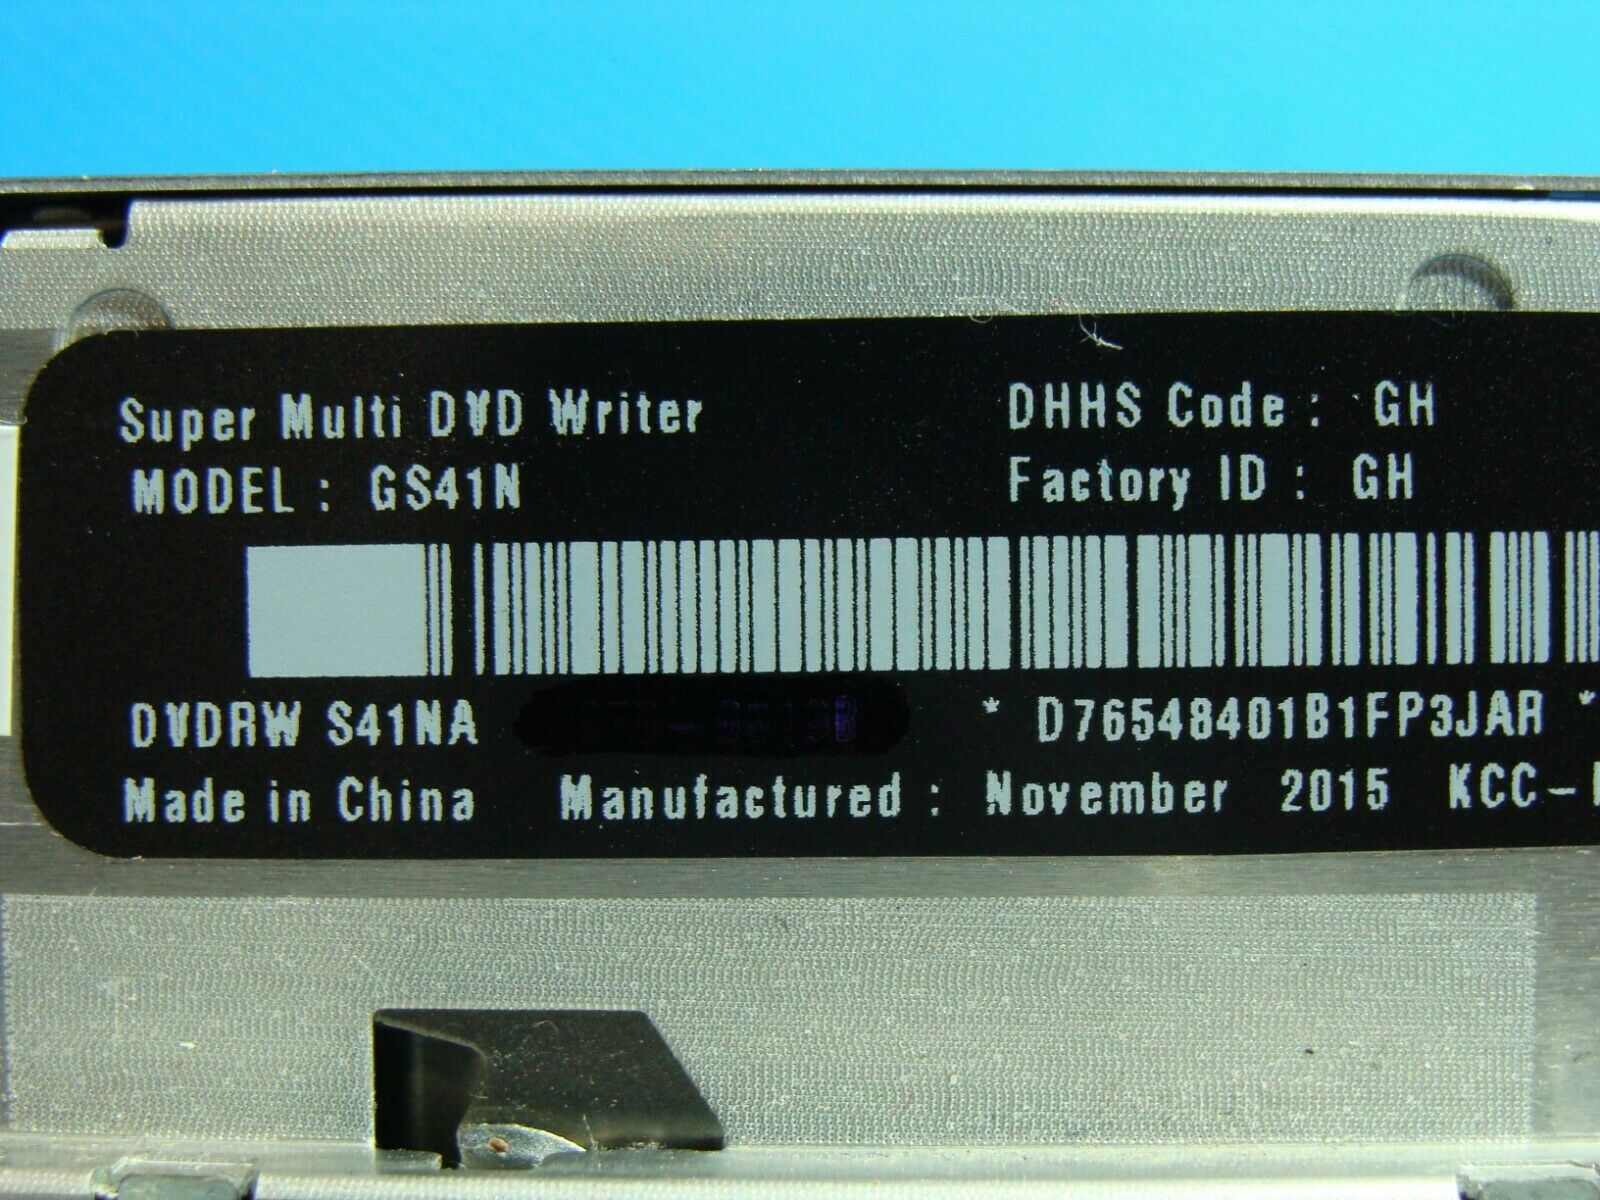 Super Multi DVD Writer DHHS Code : GH
MODEL : GS41N Factory ID : GH
DVDRW S41NA * D76548401B1FP3JAR *
Made in China Manufactured : November 2015 KCC-